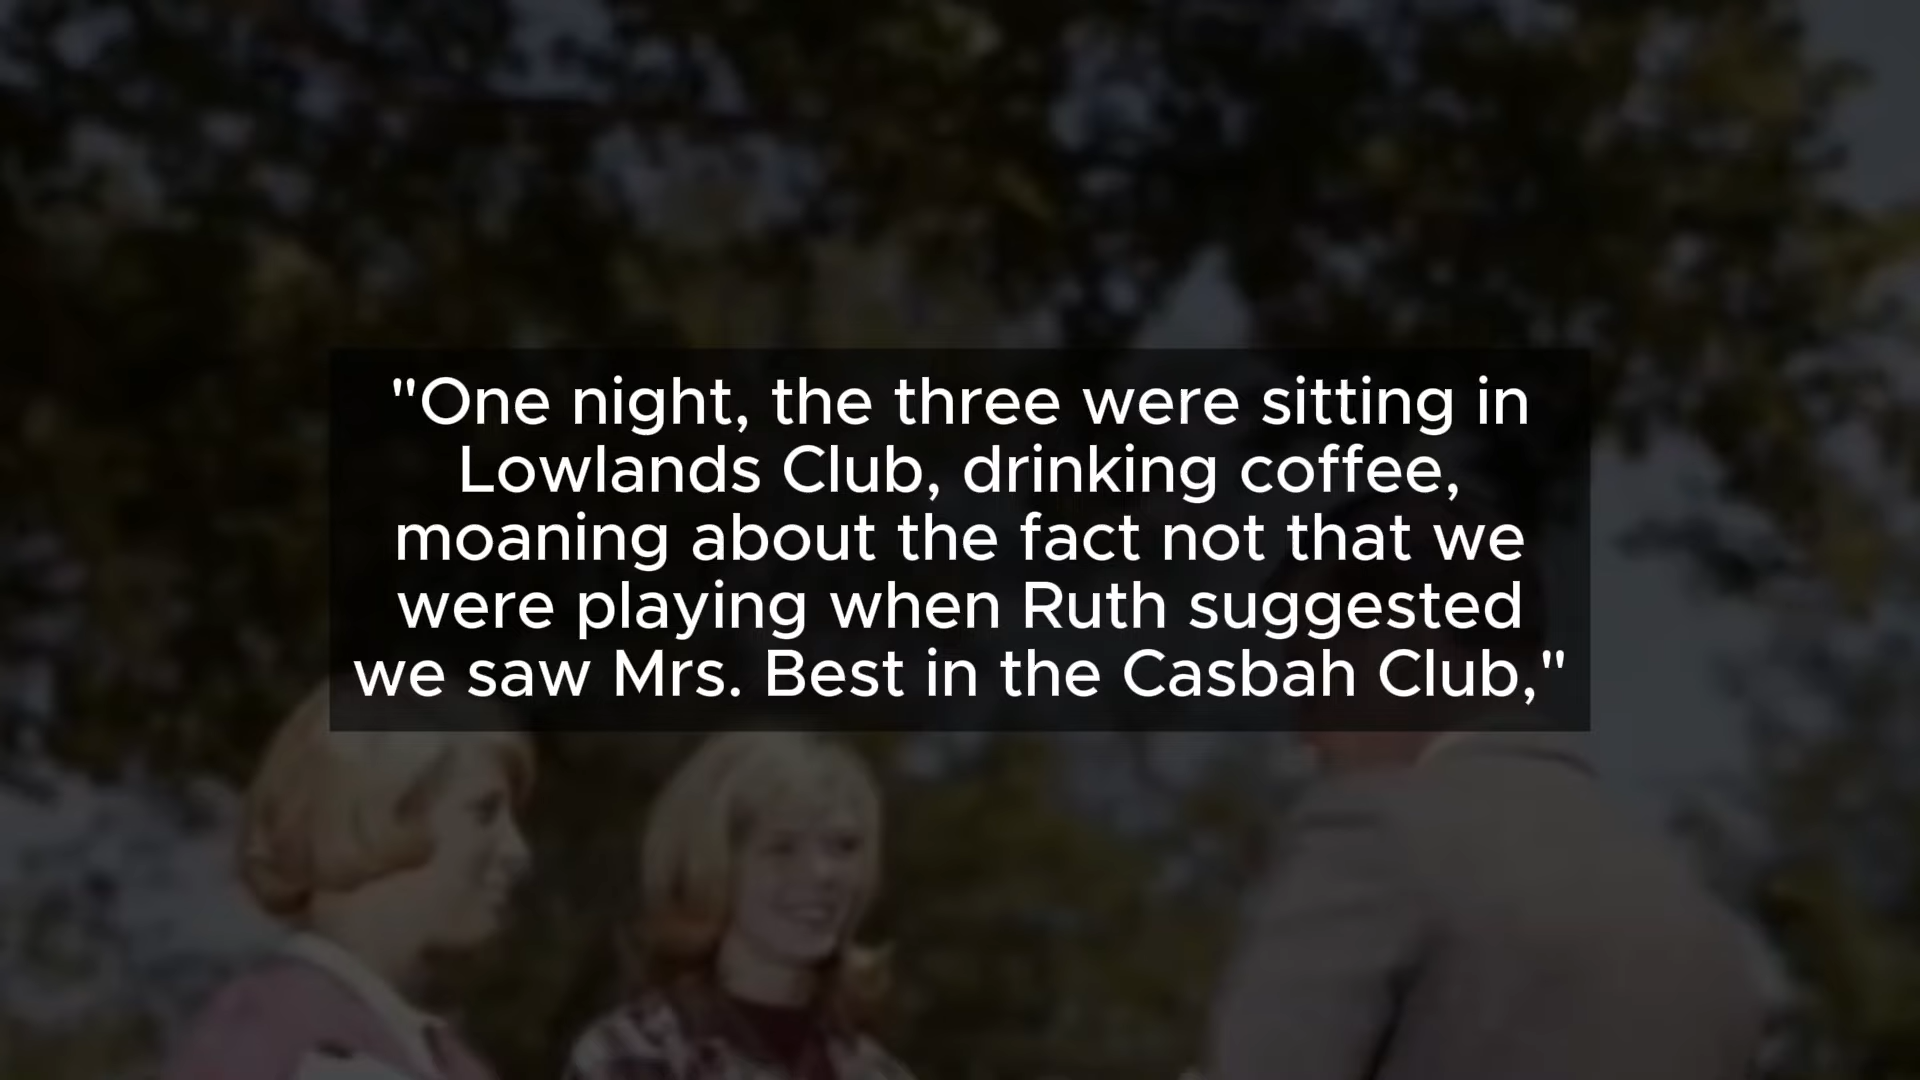 "One night, the three were sitting in
Lowlands Club, drinking coffee,
moaning about the fact not that we
were playing when Ruth suggested
we saw Mrs. Best in the Casbah Club,"